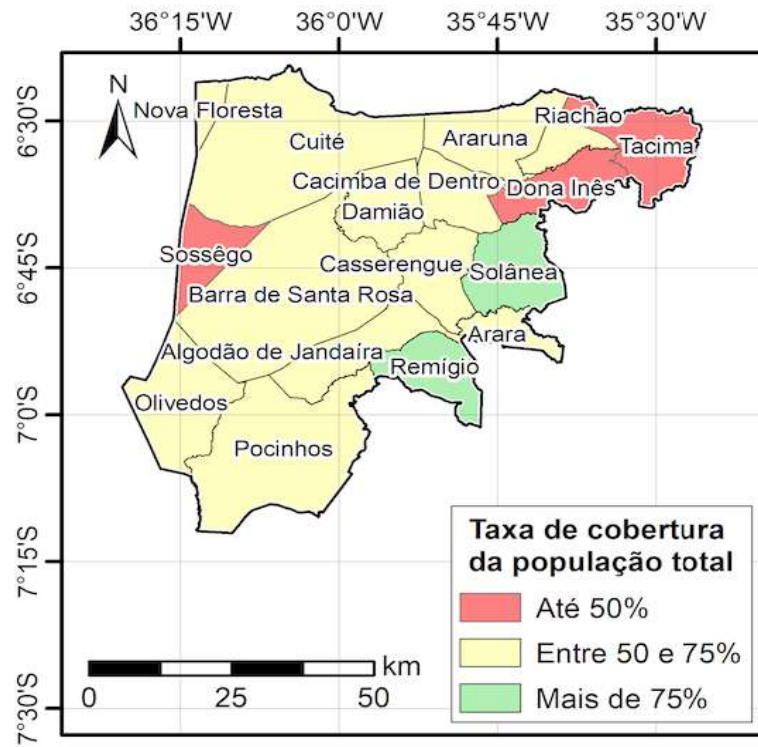 36°15'W 36°0'W 35°45'W 35°30'W
N
6°30'S
6°45'S
7°0'S
7°15'S
7°30'S
Nova Floresta
Cuité
Araruna
Riachão
Tacima
Cacimba de Dentro
Dona Inês
Damião
Sossêgo
Casserengue
Solânea
Barra de Santa Rosa
Arara
Algodão de Jandaíra
Remígio
Olivedos
Pocinhos
Taxa de cobertura
da população total
Até 50%
Entre 50 e 75%
Mais de 75%
km
0 25 50